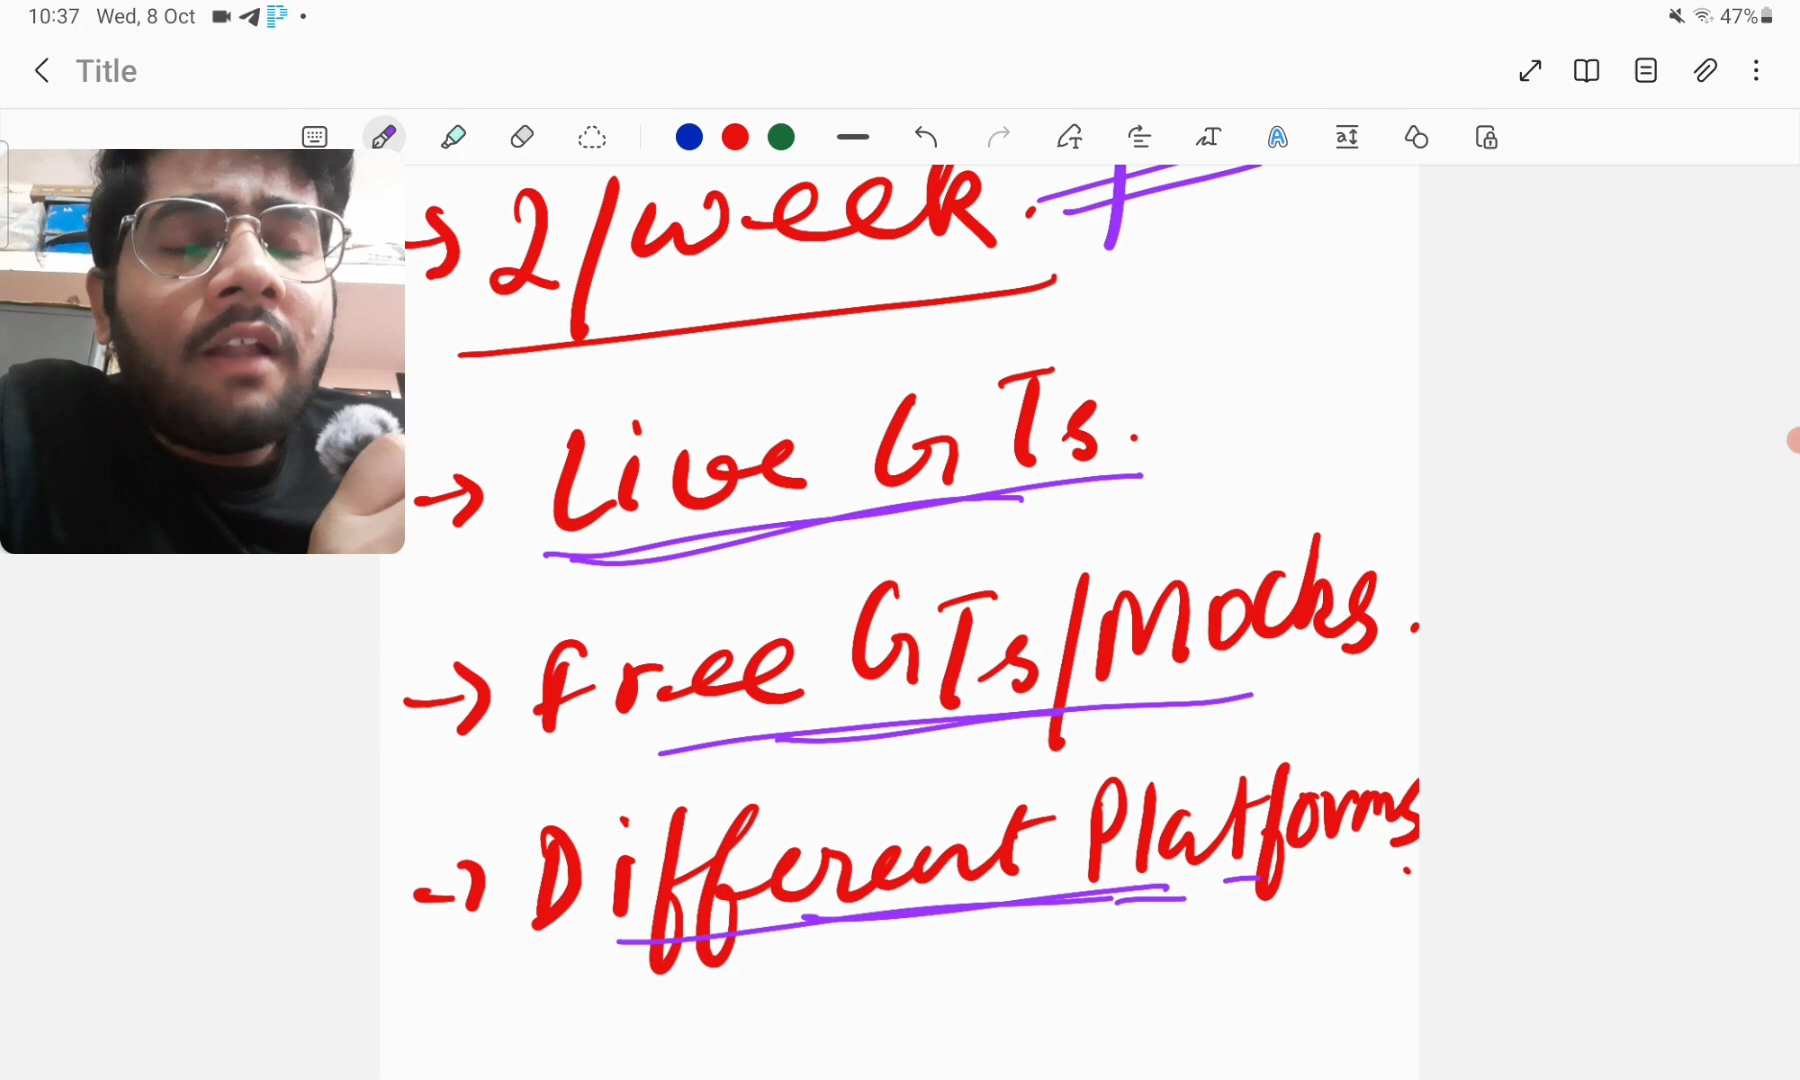 10:37 Wed, 8 Oct 47%
Title
→ 2/week.
→ Live GTs.
→ free GTs/Mocks.
→ Different Platforms.